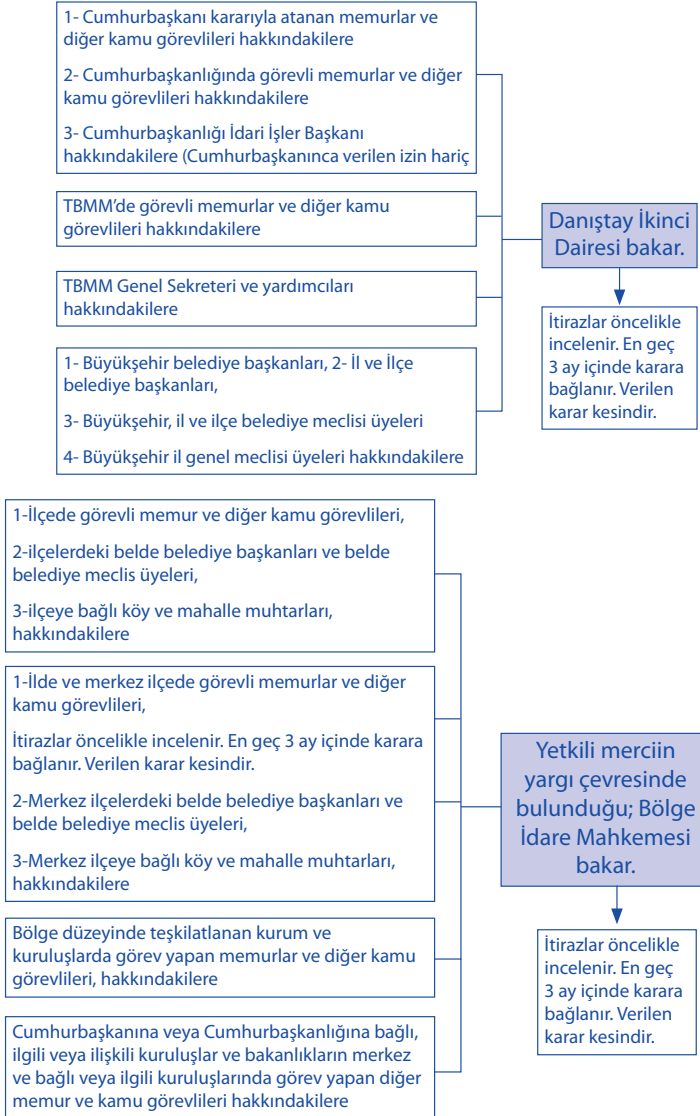 1- Cumhurbaşkanı kararıyla atanan memurlar ve
diğer kamu görevlileri hakkındakilere
2- Cumhurbaşkanlığında görevli memurlar ve diğer
kamu görevlileri hakkındakilere
3- Cumhurbaşkanlığı İdari İşler Başkanı
hakkındakilere (Cumhurbaşkanınca verilen izin hariç
TBMM'de görevli memurlar ve diğer kamu
görevlileri hakkındakilere
TBMM Genel Sekreteri ve yardımcıları
hakkındakilere
1- Büyükşehir belediye başkanları, 2- İl ve İlçe
belediye başkanları,
3- Büyükşehir, il ve ilçe belediye meclisi üyeleri
4- Büyükşehir il genel meclisi üyeleri hakkındakilere
Danıştay İkinci
Dairesi bakar.
İtirazlar öncelikle
incelenir. En geç
3 ay içinde karara
bağlanır. Verilen
karar kesindir.
1-İlçede görevli memur ve diğer kamu görevlileri,
2-ilçelerdeki belde belediye başkanları ve belde
belediye meclis üyeleri,
3-ilçeye bağlı köy ve mahalle muhtarları,
hakkındakilere
1-İlde ve merkez ilçede görevli memurlar ve diğer
kamu görevlileri,
İtirazlar öncelikle incelenir. En geç 3 ay içinde karara
bağlanır. Verilen karar kesindir.
2-Merkez ilçelerdeki belde belediye başkanları ve
belde belediye meclis üyeleri,
3-Merkez ilçeye bağlı köy ve mahalle muhtarları,
hakkındakilere
Bölge düzeyinde teşkilatlanan kurum ve
kuruluşlarda görev yapan memurlar ve diğer kamu
görevlileri, hakkındakilere
Cumhurbaşkanına veya Cumhurbaşkanlığına bağlı,
ilgili veya ilişkili kuruluşlar ve bakanlıkların merkez
ve bağlı veya ilgili kuruluşlarında görev yapan diğer
memur ve kamu görevlileri hakkındakilere
Yetkili merciin
yargı çevresinde
bulunduğu; Bölge
İdare Mahkemesi
bakar.
İtirazlar öncelikle
incelenir. En geç
3 ay içinde karara
bağlanır. Verilen
karar kesindir.